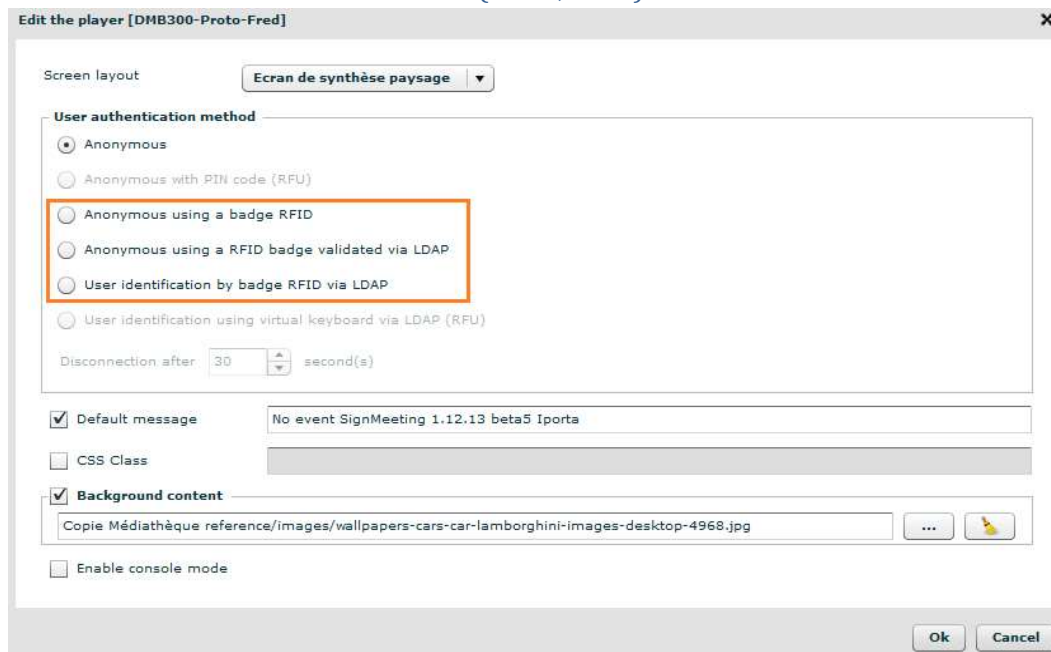 Edit the player [DMB300-Proto-Fred]
Screen layout Ecran de synthèse paysage
User authentication method
Anonymous
Anonymous with PIN code (RFU)
Anonymous using a badge RFID
Anonymous using a RFID badge validated via LDAP
User identification by badge RFID via LDAP
User identification using virtual keyboard via LDAP (RFU)
Disconnection after 30 second(s)
Default message No event SignMeeting 1.12.13 beta5 Iporta
CSS Class
Background content
Copie Médiathèque reference/images/wallpapers-cars-car-lamborghini-images-desktop-4968.jpg ...
Enable console mode
Ok Cancel